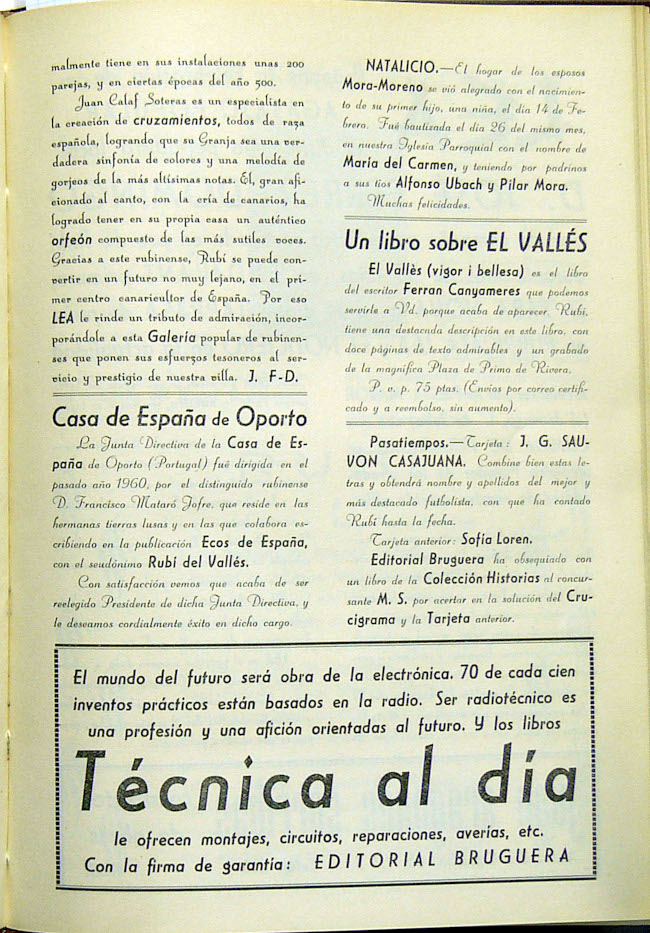 malmente tiene en sus instalaciones unas 200
parejas, y en ciertas épocas del año 500.
Juan Calaf Soteras es un especialista en
la creación de cruzamientos, todos de raza
española, logrando que su Granja sea una ver-
dadera sinfonía de colores y una melodía de
gorjeos de la más altísimas notas. Él, gran afi-
cionado al canto, con la cría de canarios, ha
logrado tener en su propia casa un auténtico
orfeón compuesto de las más sutiles voces.
Gracias a este rubinense, Rubí se puede con-
vertir en un futuro no muy lejano, en el pri-
mer centro canaricultor de España. Por eso
LEA le rinde un tributo de admiración, incor-
porándole a esta Galería popular de rubinen-
ses que ponen sus esfuerzos tesoneros al ser-
vicio y prestigio de nuestra villa. J. F-D.
Casa de España de Oporto
La Junta Directiva de la Casa de Es-
paña de Oporto (Portugal) fué dirigida en el
pasado año 1960, por el distinguido rubinense
D. Francisco Mataró Jofre, que reside en las
hermanas tierras lusas y en las que colabora es-
cribiendo en la publicación Ecos de España,
con el seudónimo Rubí del Vallés.
Con satisfacción vemos que acaba de ser
reelegido Presidente de dicha Junta Directiva, y
le deseamos cordialmente éxito en dicho cargo.
NATALICIO.—El hogar de los esposos
Mora-Moreno se vió alegrado con el nacimien-
to de su primer hijo, una niña, el día 14 de Fe-
brero. Fué bautizada el día 26 del mismo mes,
en nuestra Iglesia Parroquial con el nombre de
María del Carmen, y teniendo por padrinos
a sus tíos Alfonso Ubach y Pilar Mora.
Muchas felicidades.
Un libro sobre EL VALLÉS
El Vallès (vigor i bellesa) es el libro
del escritor Ferran Canyameres que podemos
servirle a Vd. porque acaba de aparecer. Rubí,
tiene una destacada descripción en este libro, con
doce páginas de texto admirables y un grabado
de la magnífica Plaza de Primo de Rivera.
P. v. p. 75 ptas. (Envíos por correo certifi-
cado y a reembolso, sin aumento).
Pasatiempos.—Tarjeta: J. G. SAU-
VON CASAJUANA. Combine bien estas le-
tras y obtendrá nombre y apellidos del mejor y
más destacado futbolista, con que ha contado
Rubí hasta la fecha.
Tarjeta anterior: Sofía Loren.
Editorial Bruguera ha obsequiado con
un libro de la Colección Historias al concur-
sante M. S. por acertar en la solución del Cru-
cigrama y la Tarjeta anterior.
El mundo del futuro será obra de la electrónica. 70 de cada cien
inventos prácticos están basados en la radio. Ser radiotécnico es
una profesión y una afición orientadas al futuro. Y los libros
Técnica al día
le ofrecen montajes, circuitos, reparaciones, averías, etc.
Con la firma de garantía: EDITORIAL BRUGUERA